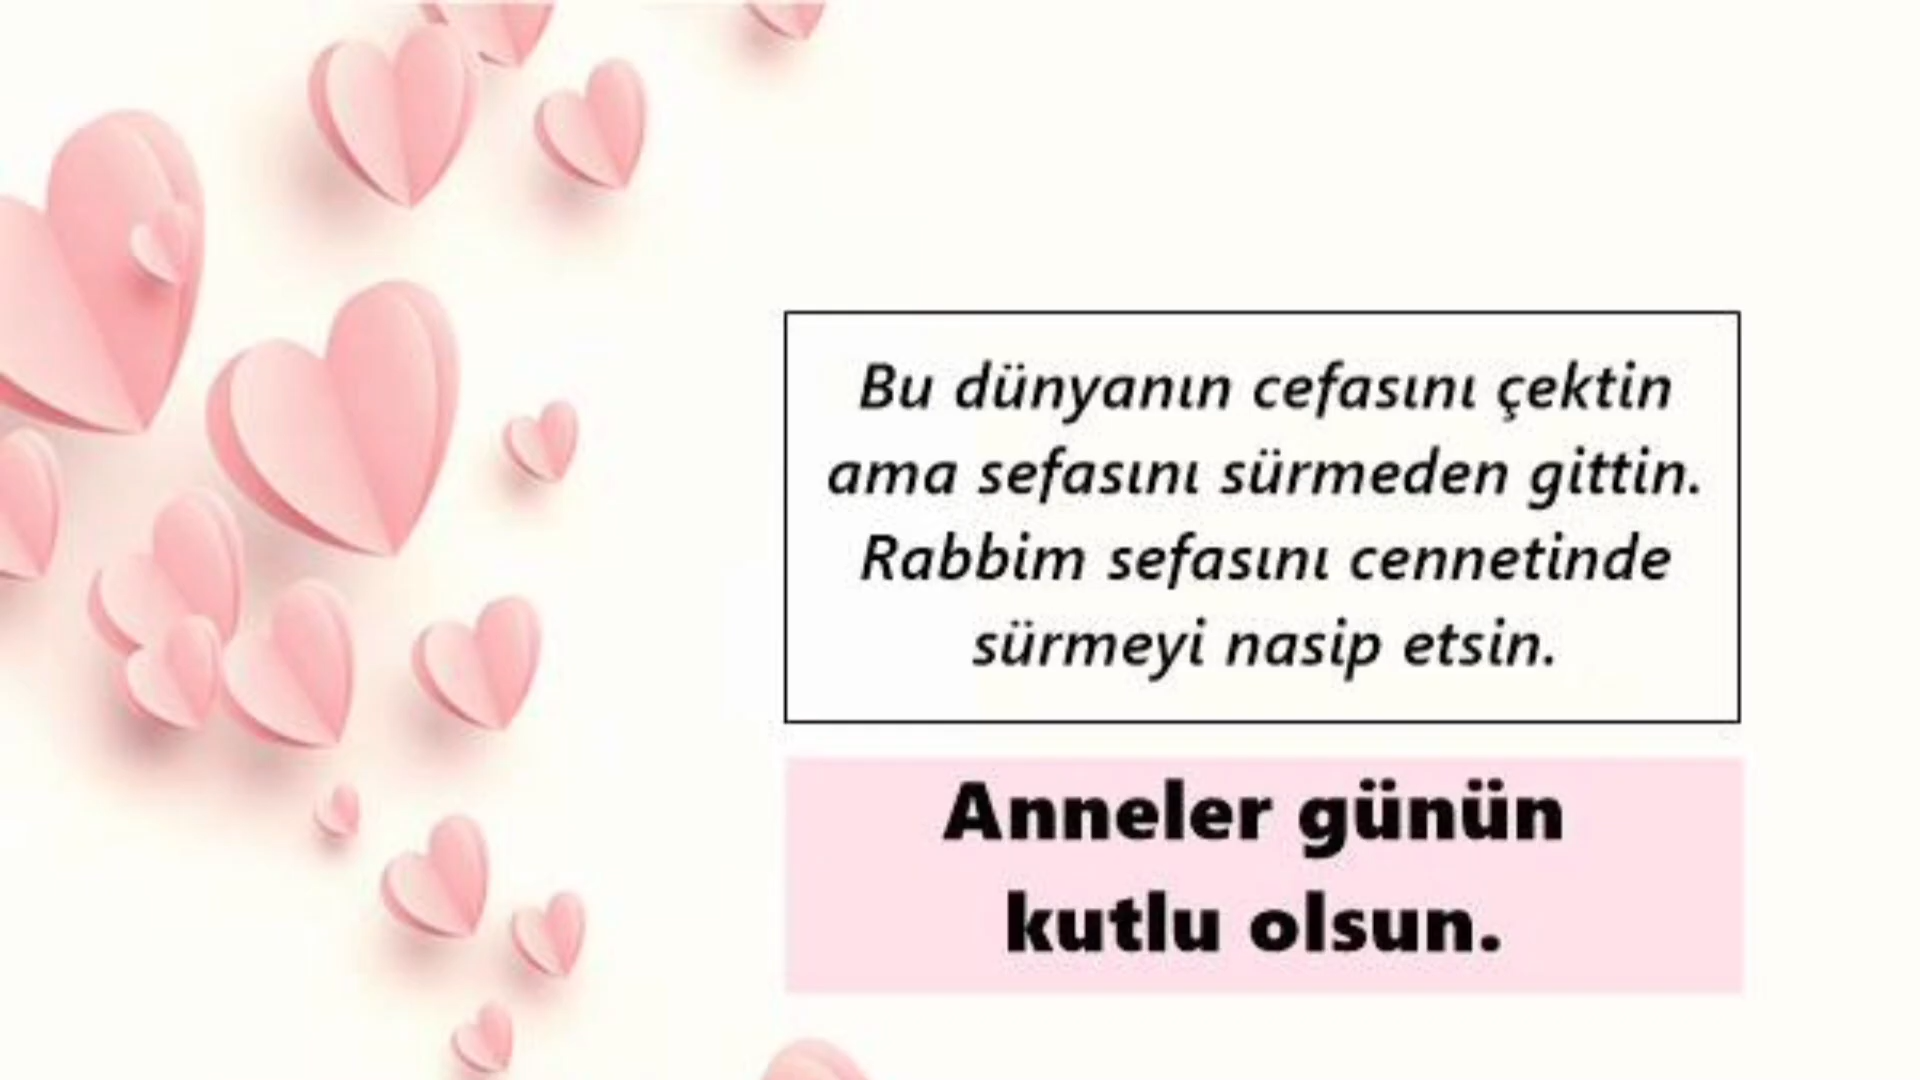 Bu dünyanın cefasını çektin
ama sefasını sürmeden gittin.
Rabbim sefasını cennetinde
sürmeyi nasip etsin.
Anneler günün
kutlu olsun.